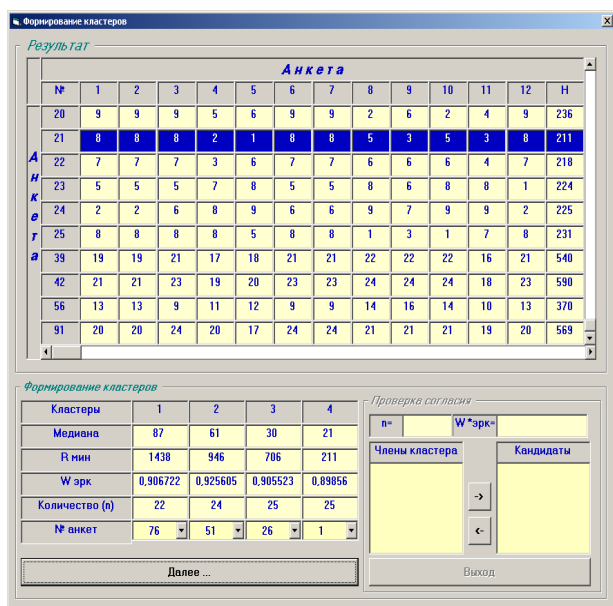 Формирование кластеров
Результат
Анкета
№ 1 2 3 4 5 6 7 8 9 10 11 12 H
Анкета
20 9 9 9 5 6 9 9 2 6 2 4 9 236
21 8 8 8 2 1 8 8 5 3 5 3 8 211
22 7 7 7 3 6 7 7 6 6 6 4 7 218
23 5 5 5 7 8 5 5 8 6 8 8 1 224
24 2 2 6 8 9 6 6 9 7 9 9 2 225
25 8 8 8 8 5 8 8 1 3 1 7 8 231
39 19 19 21 17 18 21 21 22 22 22 16 21 540
42 21 21 23 19 20 23 23 24 24 24 18 23 590
56 13 13 9 11 12 9 9 14 16 14 10 13 370
91 20 20 24 20 17 24 24 21 21 21 19 20 569
Формирование кластеров
Кластеры 1 2 3 4
Медиана 87 61 30 21
R мин 1438 946 706 211
W эрк 0,906722 0,925605 0,905523 0,89856
Количество (n) 22 24 25 25
№ анкет 76 51 26 1
Далее ...
Проверка согласия
n= W *эрк=
Члены кластера Кандидаты
->
<-
Выход